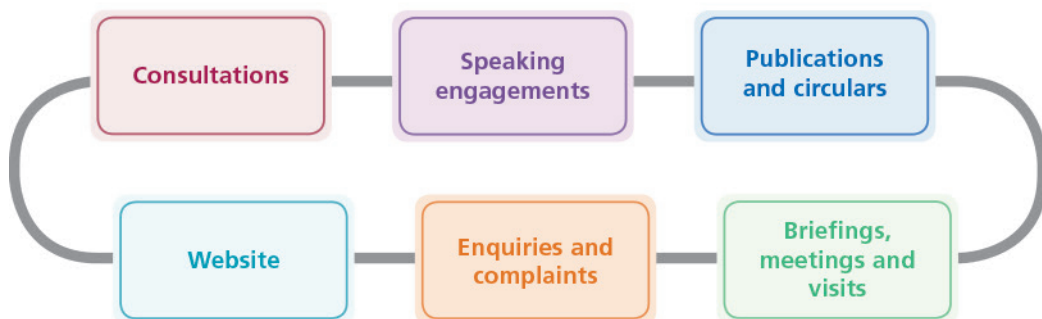 Consultations
Speaking
engagements
Publications
and circulars
Website
Enquiries and
complaints
Briefings,
meetings and
visits